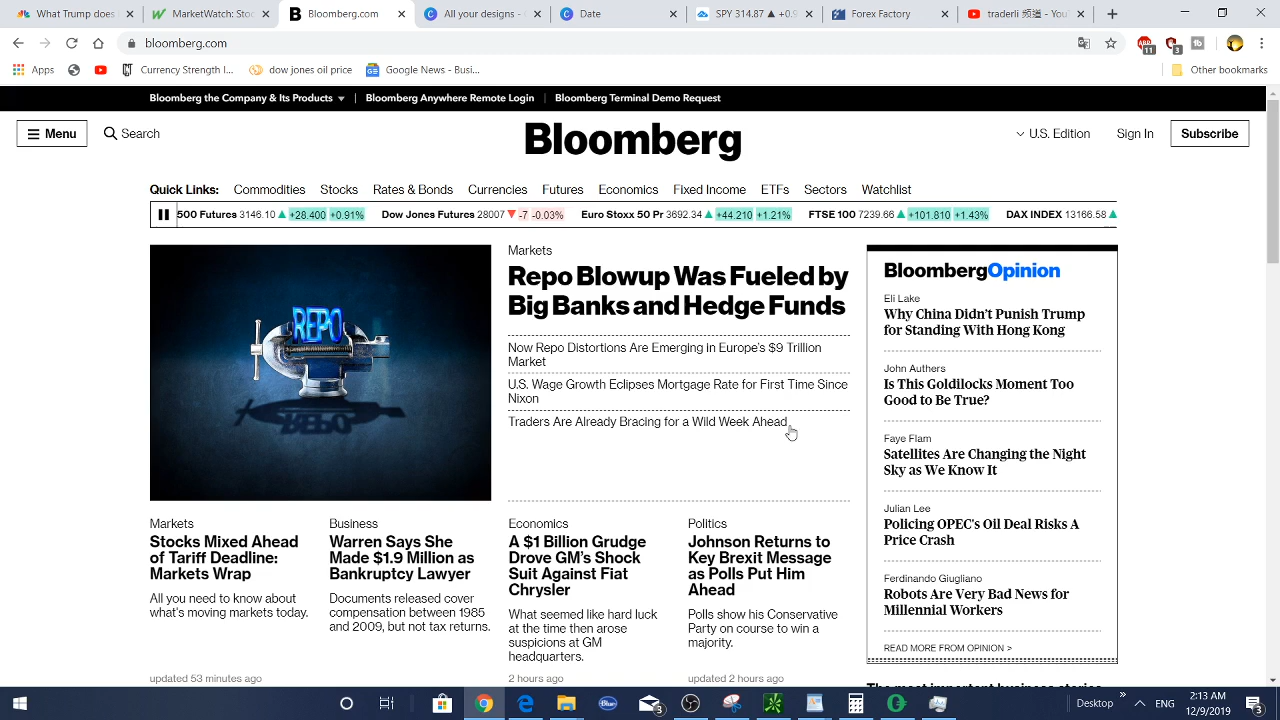 What Trump does
MarketWatch: Stock
Bloomberg.com
All your designs -
Date
SPY 314.87 ▲ +0.9
Forex Factory
traderli
bloomberg.com
11
3
Apps
Currency Strength I...
dow jones oil price
Google News - Busi...
Other bookmarks
Bloomberg the Company & Its Products
Bloomberg Anywhere Remote Login
Bloomberg Terminal Demo Request
Menu
Search
Bloomberg
U.S. Edition
Sign In
Subscribe
Quick Links: Commodities Stocks Rates & Bonds Currencies Futures Economics Fixed Income ETFs Sectors Watchlist
500 Futures 3146.10 ▲ +28.400 +0.91% Dow Jones Futures 28007 ▼ -7 -0.03% Euro Stoxx 50 Pr 3692.34 ▲ +44.210 +1.21% FTSE 100 7239.66 ▲ +101.810 +1.43% DAX INDEX 13166.58 ▲
REPO
Markets
Repo Blowup Was Fueled by
Big Banks and Hedge Funds
Now Repo Distortions Are Emerging in Europe's $9 Trillion
Market
U.S. Wage Growth Eclipses Mortgage Rate for First Time Since
Nixon
Traders Are Already Bracing for a Wild Week Ahead
BloombergOpinion
Eli Lake
Why China Didn't Punish Trump
for Standing With Hong Kong
John Authers
Is This Goldilocks Moment Too
Good to Be True?
Faye Flam
Satellites Are Changing the Night
Sky as We Know It
Julian Lee
Policing OPEC's Oil Deal Risks A
Price Crash
Ferdinando Giugliano
Robots Are Very Bad News for
Millennial Workers
READ MORE FROM OPINION >
Markets
Stocks Mixed Ahead
of Tariff Deadline:
Markets Wrap
All you need to know about
what's moving markets today.
updated 53 minutes ago
Business
Warren Says She
Made $1.9 Million as
Bankruptcy Lawyer
Documents released cover
compensation between 1985
and 2009, but not tax returns.
Economics
A $1 Billion Grudge
Drove GM's Shock
Suit Against Fiat
Chrysler
What seemed like hard luck
at the time then arose
suspicions at GM
headquarters.
2 hours ago
Politics
Johnson Returns to
Key Brexit Message
as Polls Put Him
Ahead
Polls show his Conservative
Party on course to win a
majority.
updated 2 hours ago
The most important business stories
Blue
3
Desktop
ENG
2:13 AM
12/9/2019
3